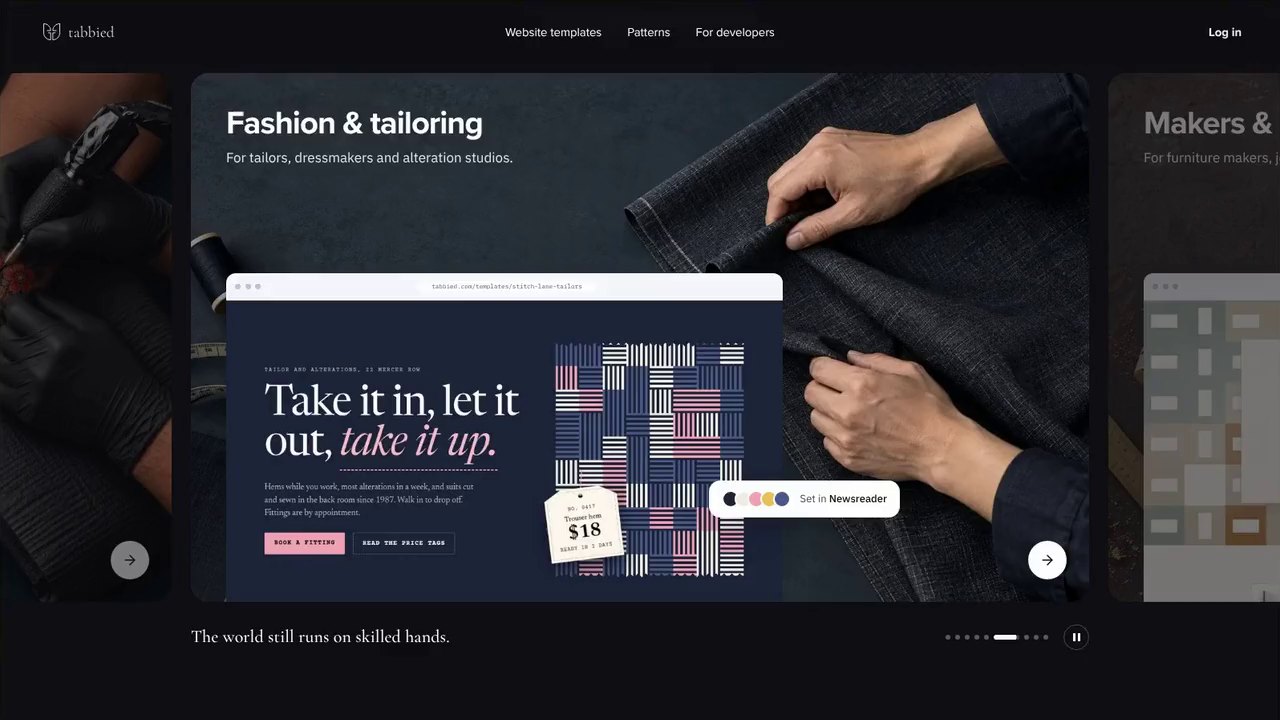 tabbied
Website templates
Patterns
For developers
Log in
Fashion & tailoring
For tailors, dressmakers and alteration studios.
Makers &
For furniture makers, j
tabbied.com/templates/stitch-lane-tailors
TAILOR AND ALTERATIONS, 22 MERCER ROW
Take it in, let it
out, take it up.
Hems while you work, most alterations in a week, and suits cut
and sewn in the back room since 1987. Walk in to drop off.
Fittings are by appointment.
BOOK A FITTING
READ THE PRICE TAGS
NO. 0417
Trouser hem
$18
READY IN 2 DAYS
Set in Newsreader
The world still runs on skilled hands.